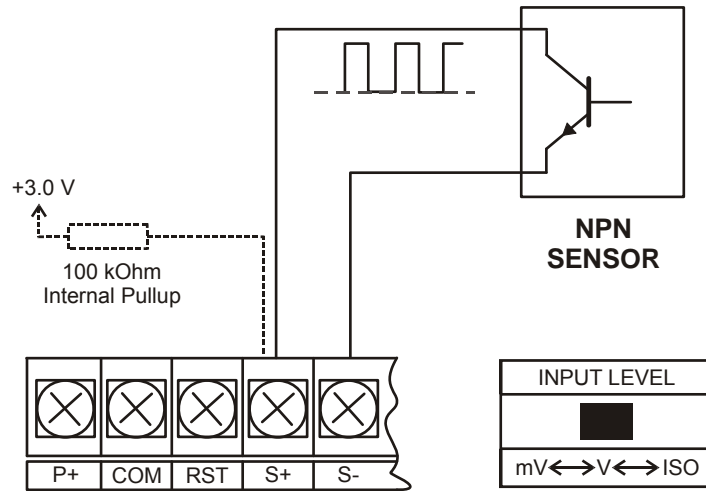 +3.0 V
100 kOhm
Internal Pullup
NPN
SENSOR
P+ COM RST S+ S-
INPUT LEVEL
mV↔V↔ISO